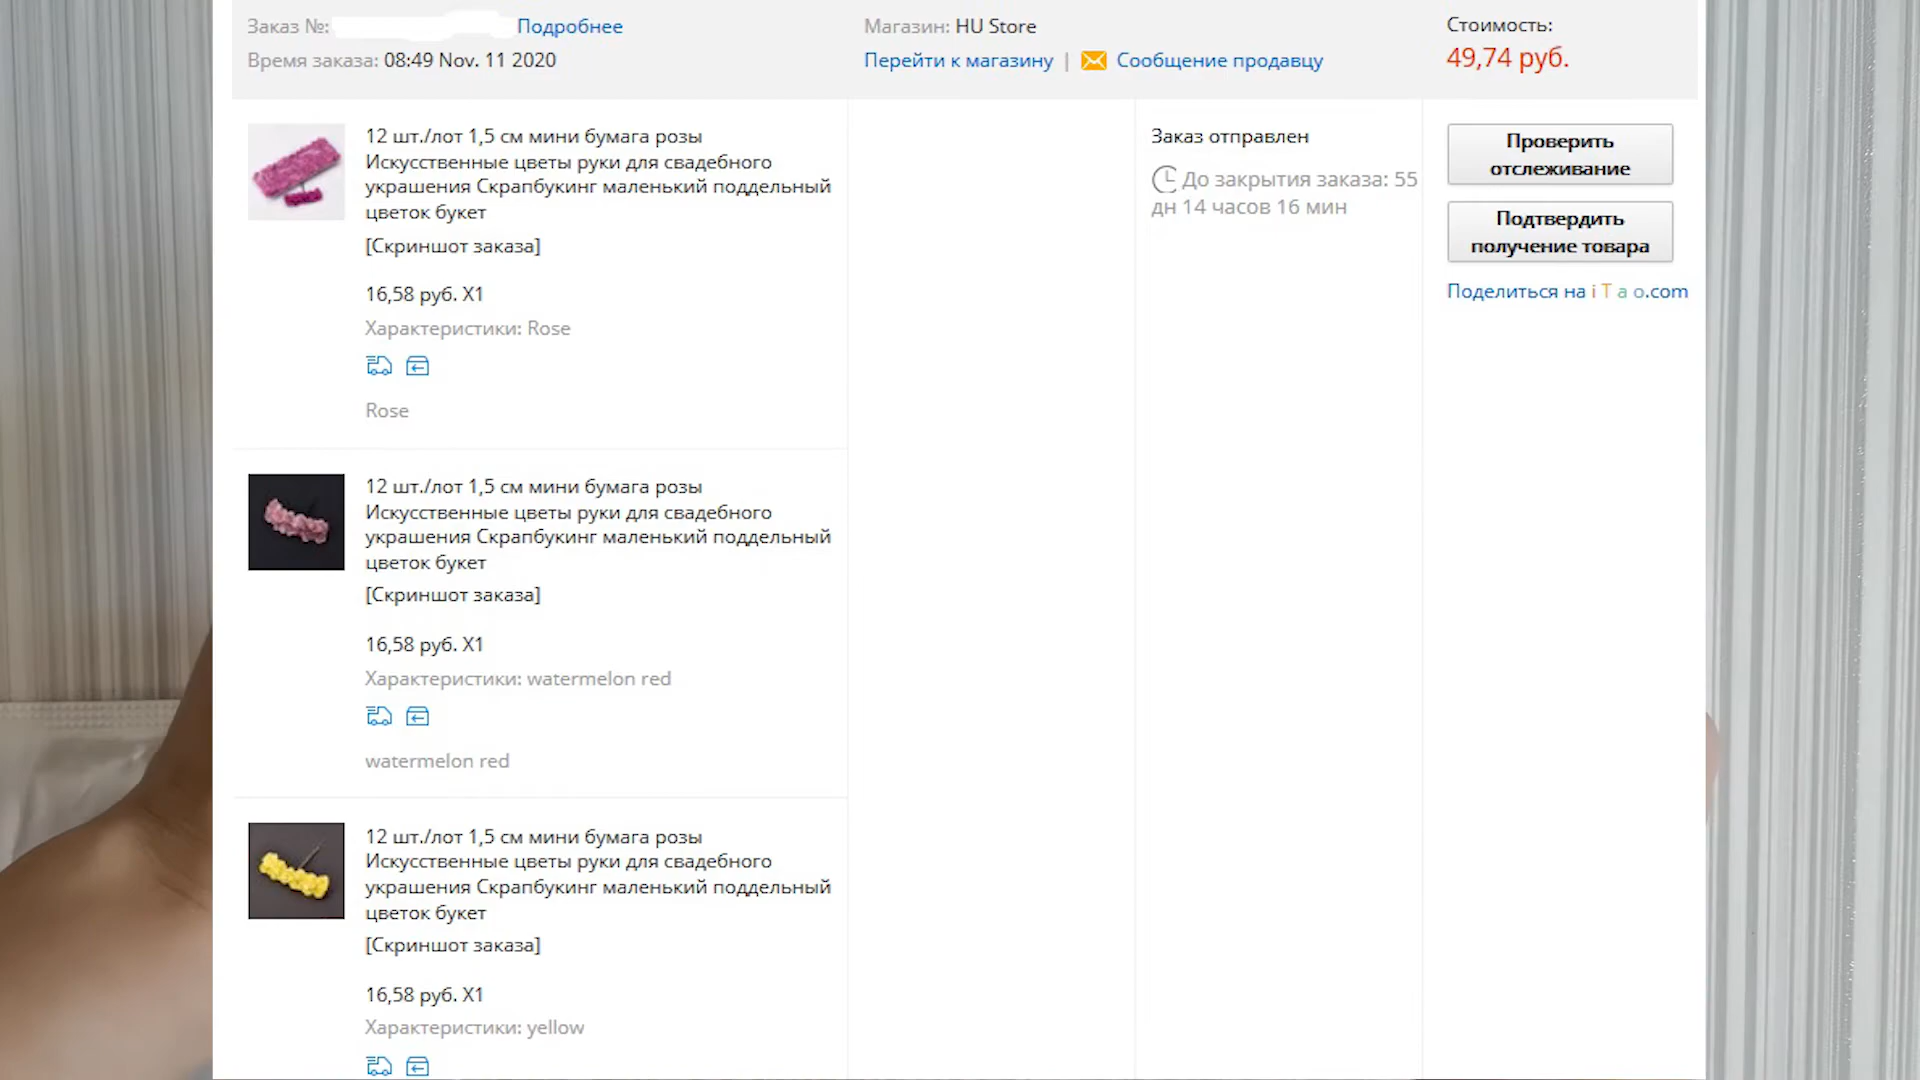 Заказ №: Подробнее
Время заказа: 08:49 Nov. 11 2020
Магазин: HU Store
Перейти к магазину | Сообщение продавцу
Стоимость:
49,74 руб.
12 шт./лот 1,5 см мини бумага розы
Искусственные цветы руки для свадебного
украшения Скрапбукинг маленький поддельный
цветок букет
[Скриншот заказа]
16,58 руб. X1
Характеристики: Rose
Rose
Заказ отправлен
До закрытия заказа: 55
дн 14 часов 16 мин
Проверить
отслеживание
Подтвердить
получение товара
Поделиться на iTao.com
12 шт./лот 1,5 см мини бумага розы
Искусственные цветы руки для свадебного
украшения Скрапбукинг маленький поддельный
цветок букет
[Скриншот заказа]
16,58 руб. X1
Характеристики: watermelon red
watermelon red
12 шт./лот 1,5 см мини бумага розы
Искусственные цветы руки для свадебного
украшения Скрапбукинг маленький поддельный
цветок букет
[Скриншот заказа]
16,58 руб. X1
Характеристики: yellow